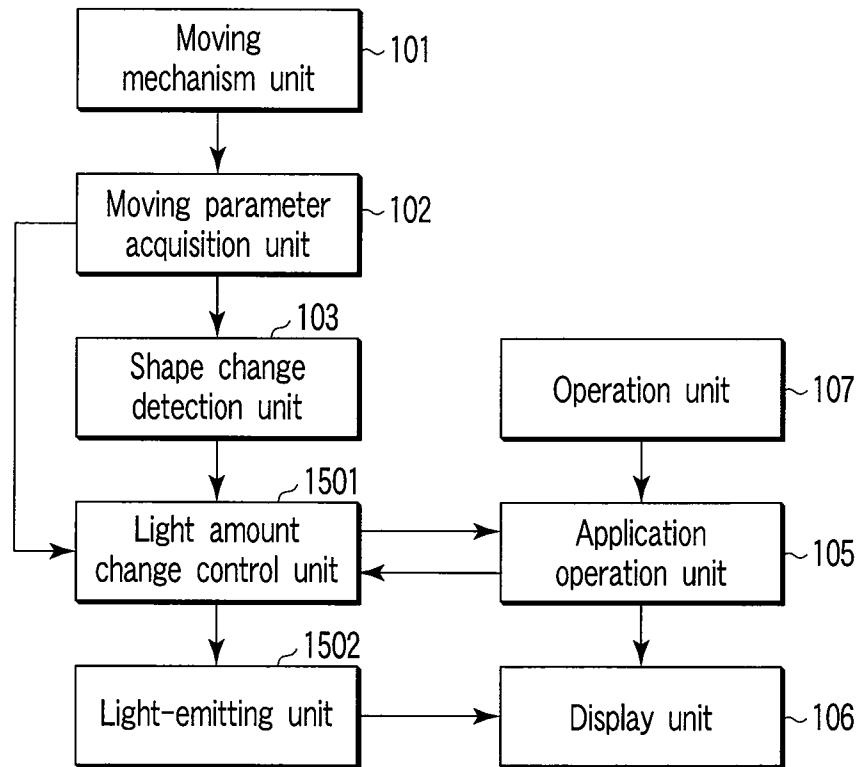 Moving
mechanism unit
101
Moving parameter
acquisition unit
102
103
Shape change
detection unit
Operation unit
107
1501
Light amount
change control unit
Application
operation unit
105
1502
Light-emitting unit
Display unit
106